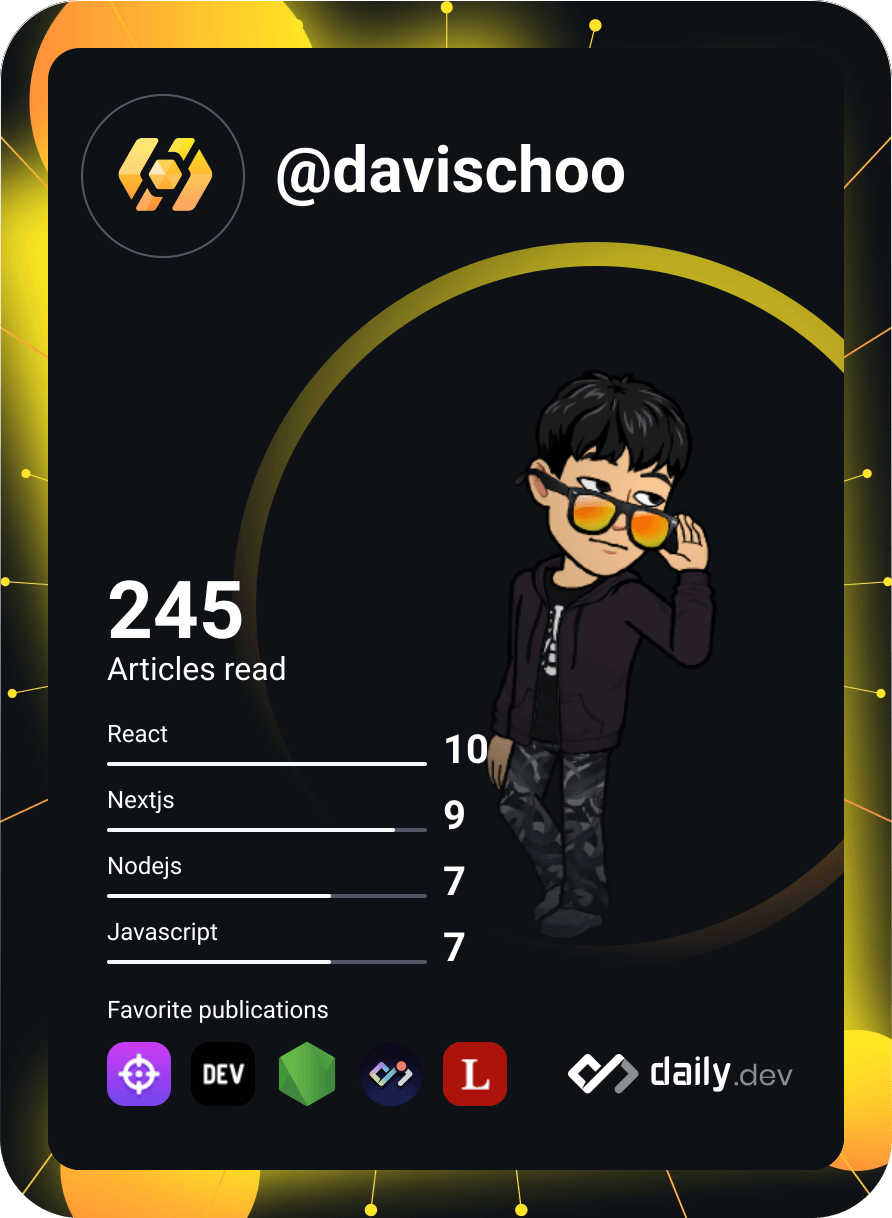 @davischoo
245
Articles read
React
10
Nextjs
9
Nodejs
7
Javascript
7
Favorite publications
DEV
L
daily.dev